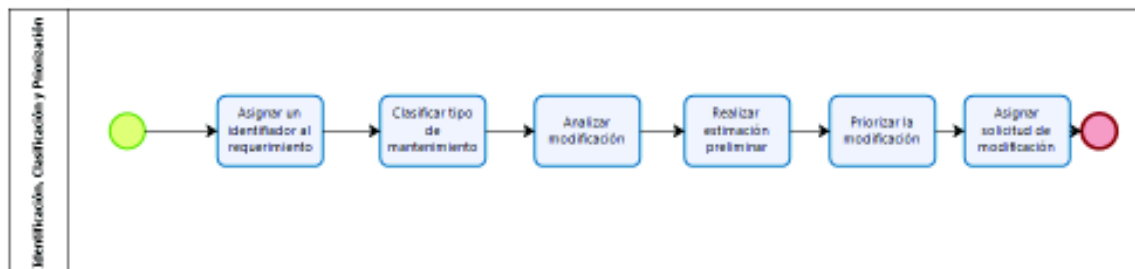 Identificación, Clasificación y Priorización
Asignar un
identifiador al
requerimiento
Clasificar tipo
de
mantenimiento
Analizar
modificación
Realizar
estimación
preliminar
Priorizar la
modificación
Asignar
solicitud de
modificación